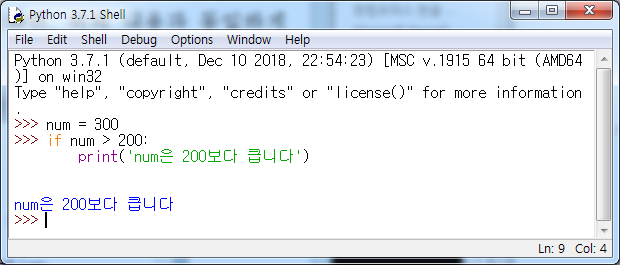 Python 3.7.1 Shell
File Edit Shell Debug Options Window Help
Python 3.7.1 (default, Dec 10 2018, 22:54:23) [MSC v.1915 64 bit (AMD64
)] on win32
Type "help", "copyright", "credits" or "license()" for more information
.
>>> num = 300
>>> if num > 200:
        print('num은 200보다 큽니다')
num은 200보다 큽니다
>>>
Ln: 9 Col: 4